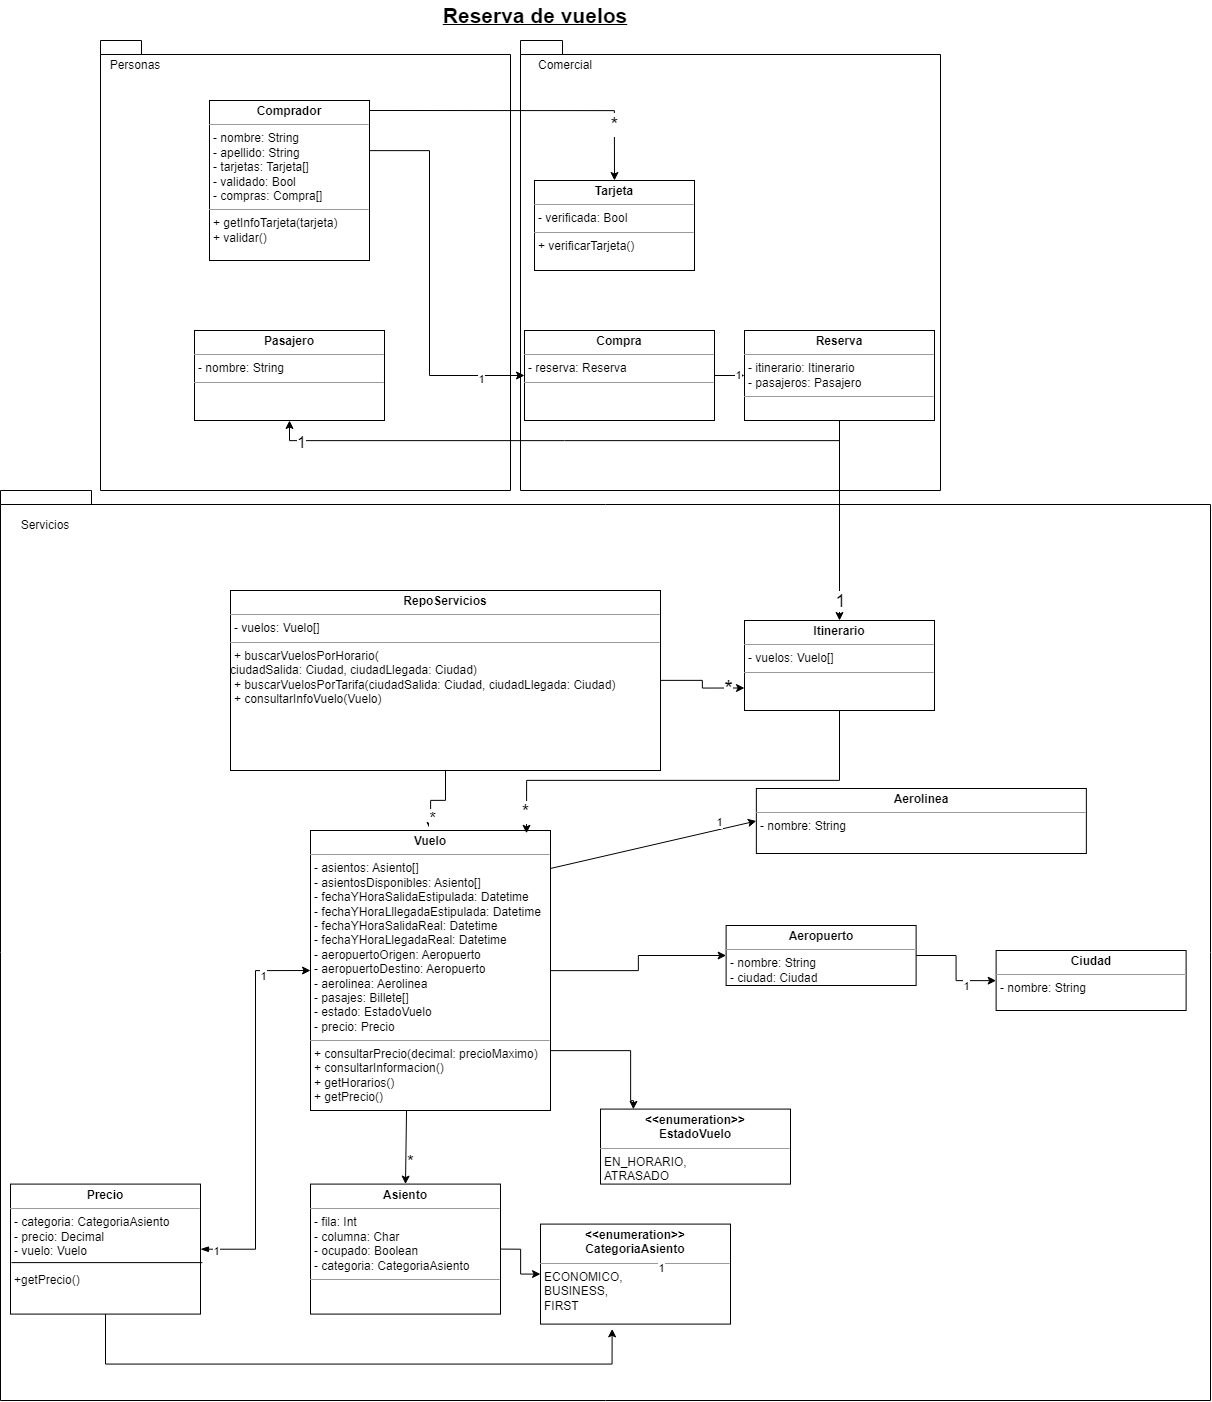 Reserva de vuelos
Personas
Comprador
- nombre: String
- apellido: String
- tarjetas: Tarjeta[]
- validado: Bool
- compras: Compra[]
+ getInfoTarjeta(tarjeta)
+ validar()
Pasajero
- nombre: String
1
Comercial
*
Tarjeta
- verificada: Bool
+ verificarTarjeta()
Compra
- reserva: Reserva
1
1
Reserva
- itinerario: Itinerario
- pasajeros: Pasajero
Servicios
RepoServicios
- vuelos: Vuelo[]
+ buscarVuelosPorHorario(
ciudadSalida: Ciudad, ciudadLlegada: Ciudad)
+ buscarVuelosPorTarifa(ciudadSalida: Ciudad, ciudadLlegada: Ciudad)
+ consultarInfoVuelo(Vuelo)
1
Itinerario
- vuelos: Vuelo[]
*
*
*
Vuelo
- asientos: Asiento[]
- asientosDisponibles: Asiento[]
- fechaYHoraSalidaEstipulada: Datetime
- fechaYHoraLllegadaEstipulada: Datetime
- fechaYHoraSalidaReal: Datetime
- fechaYHoraLlegadaReal: Datetime
- aeropuertoOrigen: Aeropuerto
- aeropuertoDestino: Aeropuerto
- aerolinea: Aerolinea
- pasajes: Billete[]
- estado: EstadoVuelo
- precio: Precio
+ consultarPrecio(decimal: precioMaximo)
+ consultarInformacion()
+ getHorarios()
+ getPrecio()
1
Aerolinea
- nombre: String
Aeropuerto
- nombre: String
- ciudad: Ciudad
1
Ciudad
- nombre: String
<<enumeration>>
EstadoVuelo
EN_HORARIO,
ATRASADO
1
*
Precio
- categoria: CategoriaAsiento
- precio: Decimal
- vuelo: Vuelo
+getPrecio()
1
Asiento
- fila: Int
- columna: Char
- ocupado: Boolean
- categoria: CategoriaAsiento
<<enumeration>>
CategoriaAsiento
1
ECONOMICO,
BUSINESS,
FIRST